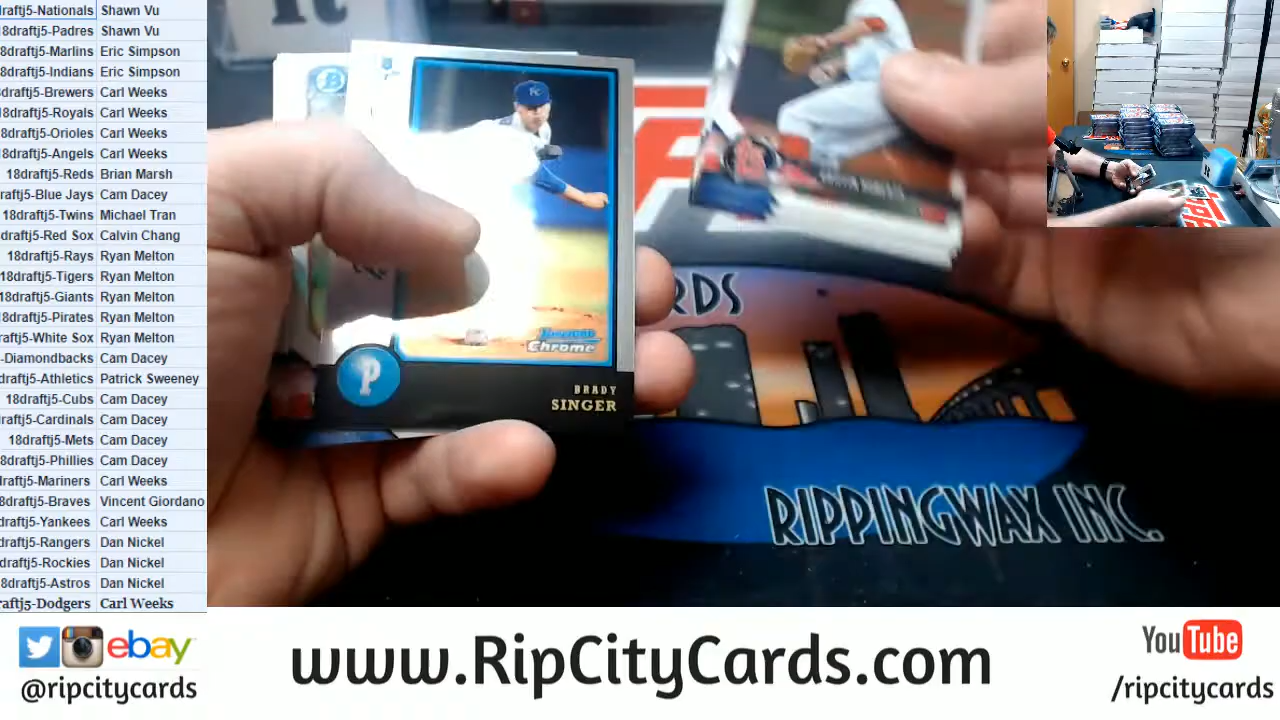 raftj5-Nationals Shawn Vu
8draftj5-Padres Shawn Vu
8draftj5-Marlins Eric Simpson
8draftj5-Indians Eric Simpson
draftj5-Brewers Carl Weeks
8draftj5-Royals Carl Weeks
8draftj5-Orioles Carl Weeks
8draftj5-Angels Carl Weeks
18draftj5-Reds Brian Marsh
draftj5-Blue Jays Cam Dacey
18draftj5-Twins Michael Tran
draftj5-Red Sox Calvin Chang
18draftj5-Rays Ryan Melton
18draftj5-Tigers Ryan Melton
8draftj5-Giants Ryan Melton
8draftj5-Pirates Ryan Melton
draftj5-White Sox Ryan Melton
-Diamondbacks Cam Dacey
draftj5-Athletics Patrick Sweeney
18draftj5-Cubs Cam Dacey
draftj5-Cardinals Cam Dacey
18draftj5-Mets Cam Dacey
8draftj5-Phillies Cam Dacey
raftj5-Mariners Carl Weeks
8draftj5-Braves Vincent Giordano
raftj5-Yankees Carl Weeks
draftj5-Rangers Dan Nickel
draftj5-Rockies Dan Nickel
8draftj5-Astros Dan Nickel
raftj5-Dodgers Carl Weeks
KC
Bowman
Chrome
P
BRADY
SINGER
RDS
RIPPINGWAX INC.
ebay
@ripcitycards
www.RipCityCards.com
YouTube
/ripcitycards